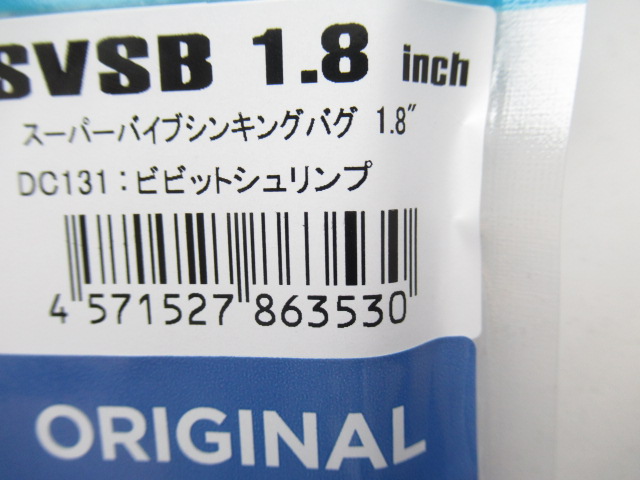 SVSB 1.8 inch
スーパーバイブシンキングバグ 1.8"
DC131：ビビットシュリンプ
4 571527 863530
ORIGINAL